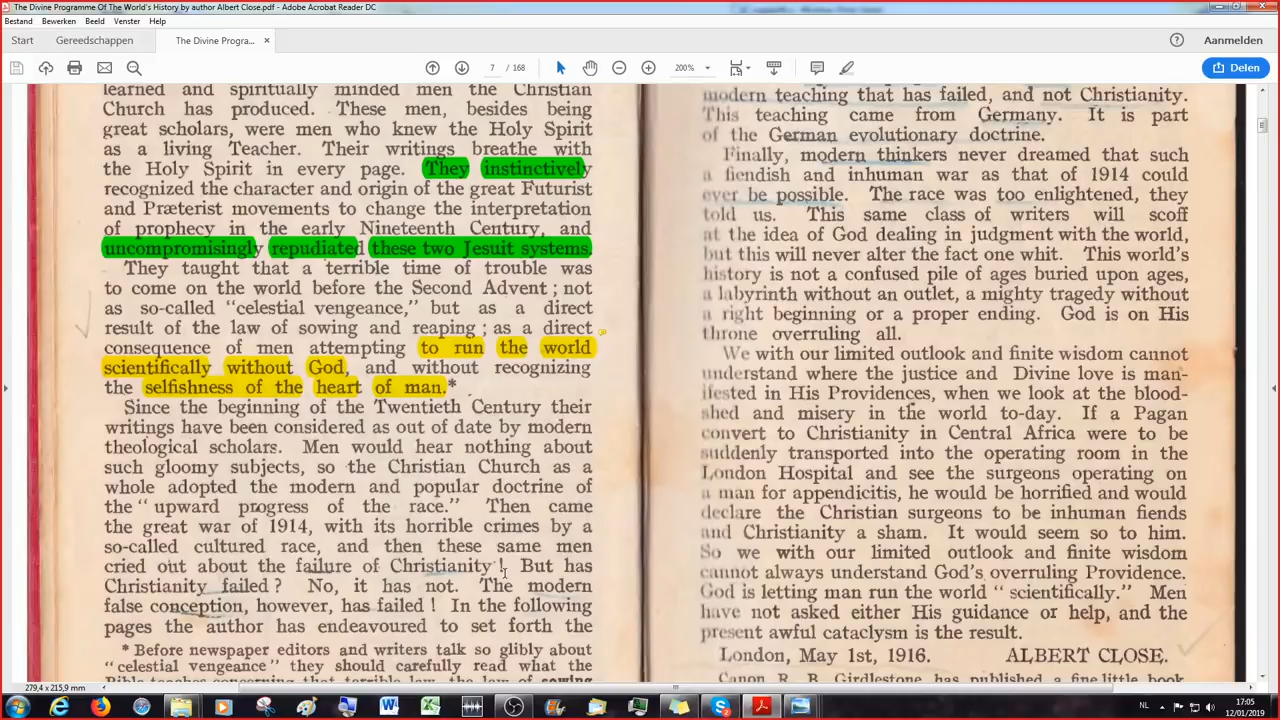 The Divine Programme Of The World's History by author Albert Close.pdf - Adobe Acrobat Reader DC
Bestand Bewerken Beeld Venster Help
Start Gereedschappen The Divine Progra... × Aanmelden
7 / 168 200% Delen
learned and spiritually minded men the Christian
Church has produced. These men, besides being
great scholars, were men who knew the Holy Spirit
as a living Teacher. Their writings breathe with
the Holy Spirit in every page. They instinctively
recognized the character and origin of the great Futurist
and Præterist movements to change the interpretation
of prophecy in the early Nineteenth Century, and
uncompromisingly repudiated these two Jesuit systems.
They taught that a terrible time of trouble was
to come on the world before the Second Advent ; not
as so-called “celestial vengeance,” but as a direct
result of the law of sowing and reaping ; as a direct
consequence of men attempting to run the world
scientifically without God, and without recognizing
the selfishness of the heart of man.*
Since the beginning of the Twentieth Century their
writings have been considered as out of date by modern
theological scholars. Men would hear nothing about
such gloomy subjects, so the Christian Church as a
whole adopted the modern and popular doctrine of
the “ upward progress of the race.” Then came
the great war of 1914, with its horrible crimes by a
so-called cultured race, and then these same men
cried out about the failure of Christianity ! But has
Christianity failed ? No, it has not. The modern
false conception, however, has failed ! In the following
pages the author has endeavoured to set forth the
* Before newspaper editors and writers talk so glibly about
“celestial vengeance” they should carefully read what the
Bible teaches concerning that terrible law, the law of sowing
modern teaching that has failed, and not Christianity.
This teaching came from Germany. It is part
of the German evolutionary doctrine.
Finally, modern thinkers never dreamed that such
a fiendish and inhuman war as that of 1914 could
ever be possible. The race was too enlightened, they
told us. This same class of writers will scoff
at the idea of God dealing in judgment with the world,
but this will never alter the fact one whit. This world's
history is not a confused pile of ages buried upon ages,
a labyrinth without an outlet, a mighty tragedy without
a right beginning or a proper ending. God is on His
throne overruling all.
We with our limited outlook and finite wisdom cannot
understand where the justice and Divine love is man-
ifested in His Providences, when we look at the blood-
shed and misery in the world to-day. If a Pagan
convert to Christianity in Central Africa were to be
suddenly transported into the operating room in the
London Hospital and see the surgeons operating on
a man for appendicitis, he would be horrified and would
declare the Christian surgeons to be inhuman fiends
and Christianity a sham. It would seem so to him.
So we with our limited outlook and finite wisdom
cannot always understand God's overruling Providence.
God is letting man run the world “ scientifically.” Men
have not asked either His guidance or help, and the
present awful cataclysm is the result.
London, May 1st, 1916. ALBERT CLOSE.
Canon R. B. Girdlestone has published a fine little book
279,4 x 215,9 mm
NL 17:05
12/01/2019